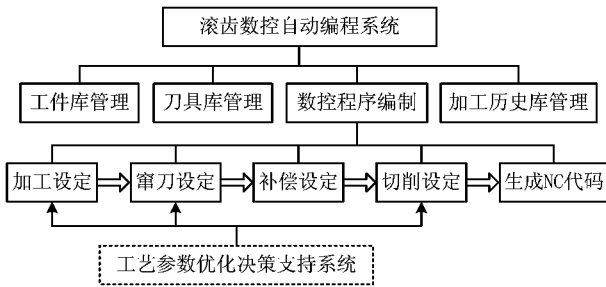 滚齿数控自动编程系统
工件库管理
刀具库管理
数控程序编制
加工历史库管理
加工设定
窜刀设定
补偿设定
切削设定
生成NC代码
工艺参数优化决策支持系统